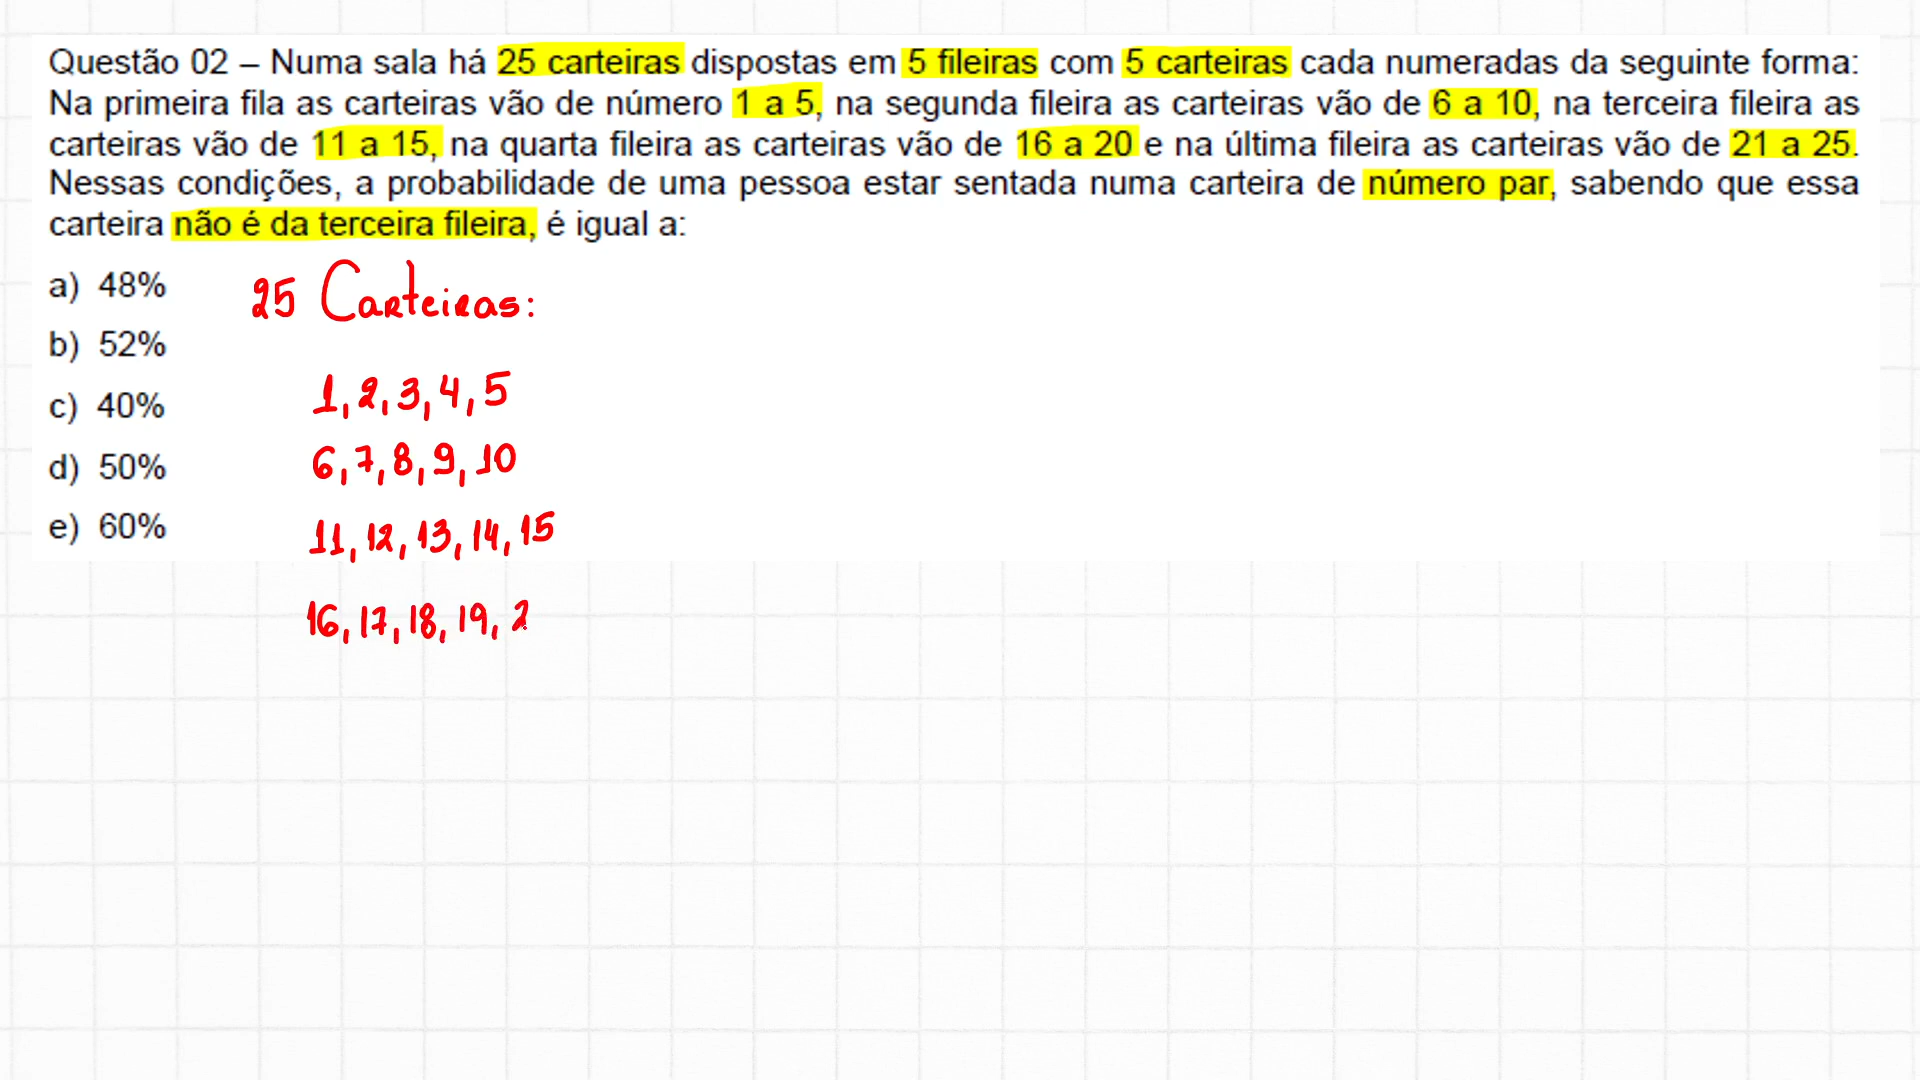 Questão 02 – Numa sala há 25 carteiras dispostas em 5 fileiras com 5 carteiras cada numeradas da seguinte forma:
Na primeira fila as carteiras vão de número 1 a 5, na segunda fileira as carteiras vão de 6 a 10, na terceira fileira as
carteiras vão de 11 a 15, na quarta fileira as carteiras vão de 16 a 20 e na última fileira as carteiras vão de 21 a 25.
Nessas condições, a probabilidade de uma pessoa estar sentada numa carteira de número par, sabendo que essa
carteira não é da terceira fileira, é igual a:
a) 48%
b) 52%
c) 40%
d) 50%
e) 60%
25 Carteiras:
1, 2, 3, 4, 5
6, 7, 8, 9, 10
11, 12, 13, 14, 15
16, 17, 18, 19, 2